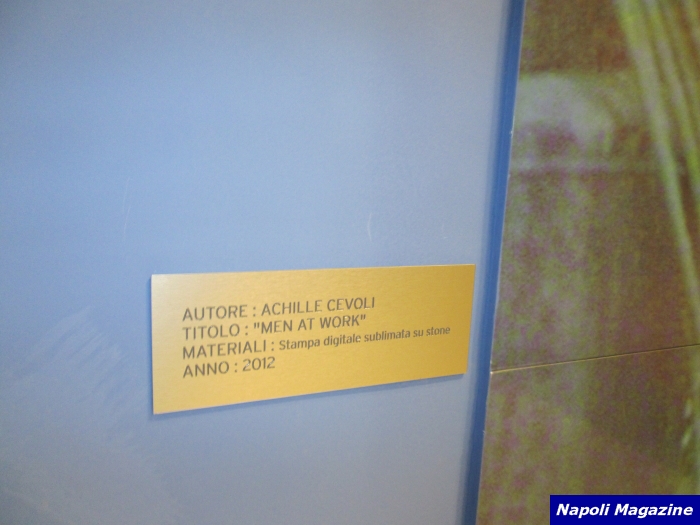 AUTORE : ACHILLE CEVOLI
TITOLO : "MEN AT WORK"
MATERIALI : Stampa digitale sublimata su stone
ANNO : 2012
Napoli Magazine